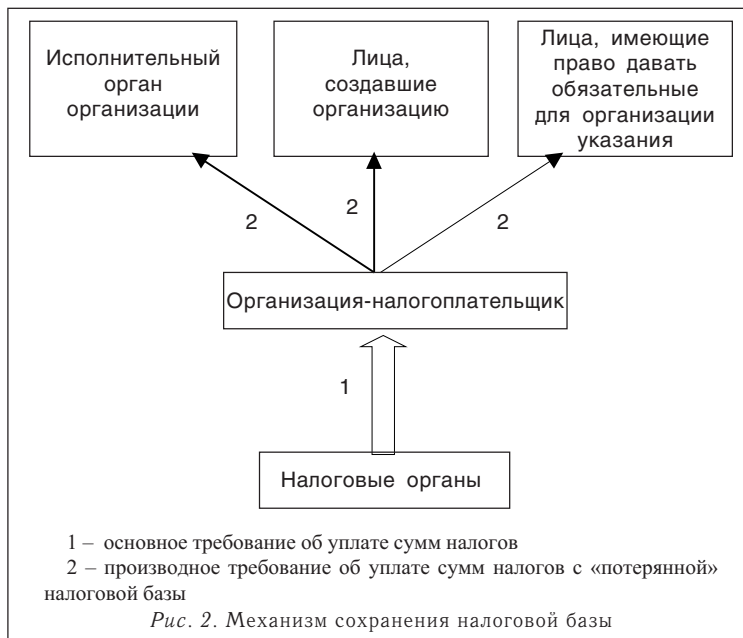 Исполнительный
орган
организации
Лица,
создавшие
организацию
Лица, имеющие
право давать
обязательные
для организации
указания
2
2
2
Организация-налогоплательщик
1
Налоговые органы
1 – основное требование об уплате сумм налогов
2 – производное требование об уплате сумм налогов с «потерянной»
налоговой базы
Рис. 2. Механизм сохранения налоговой базы